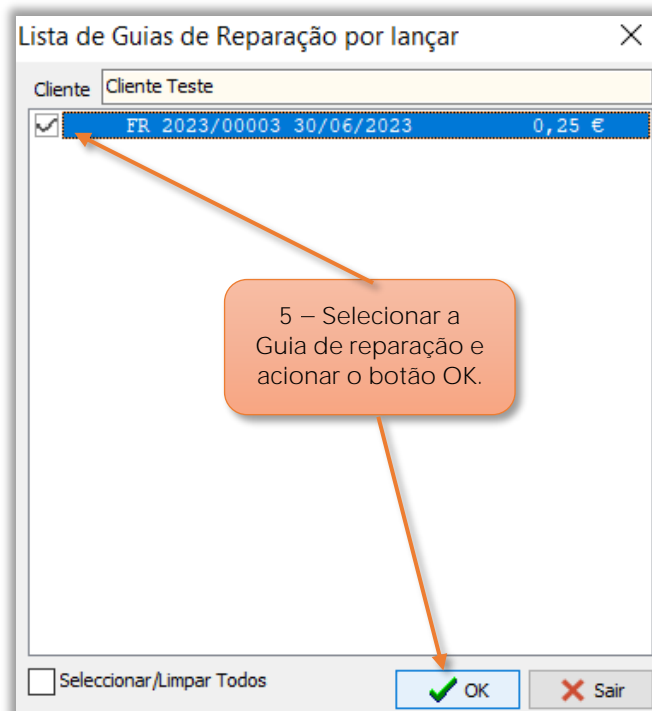 Lista de Guias de Reparação por lançar
Cliente Cliente Teste
FR 2023/00003 30/06/2023 0,25 €
5 – Selecionar a
Guia de reparação e
acionar o botão OK.
Seleccionar/Limpar Todos OK Sair